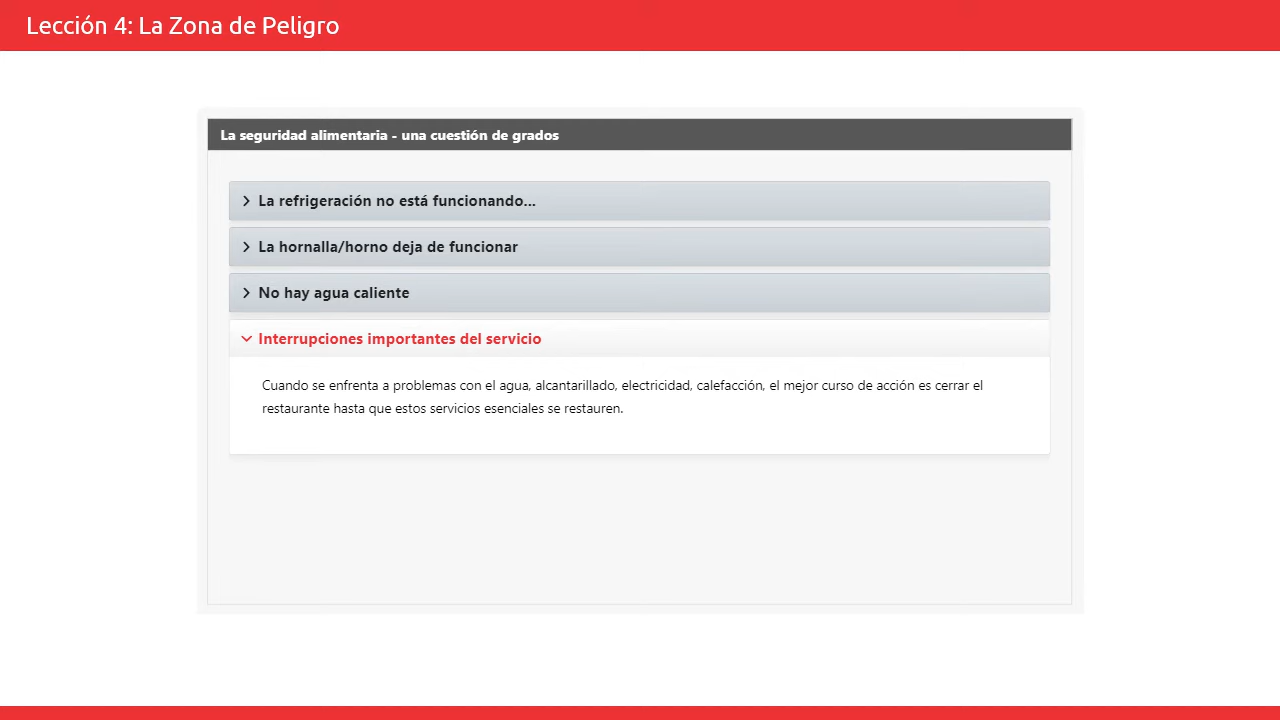 Lección 4: La Zona de Peligro
La seguridad alimentaria - una cuestión de grados
La refrigeración no está funcionando...
La hornalla/horno deja de funcionar
No hay agua caliente
Interrupciones importantes del servicio
Cuando se enfrenta a problemas con el agua, alcantarillado, electricidad, calefacción, el mejor curso de acción es cerrar el
restaurante hasta que estos servicios esenciales se restauren.